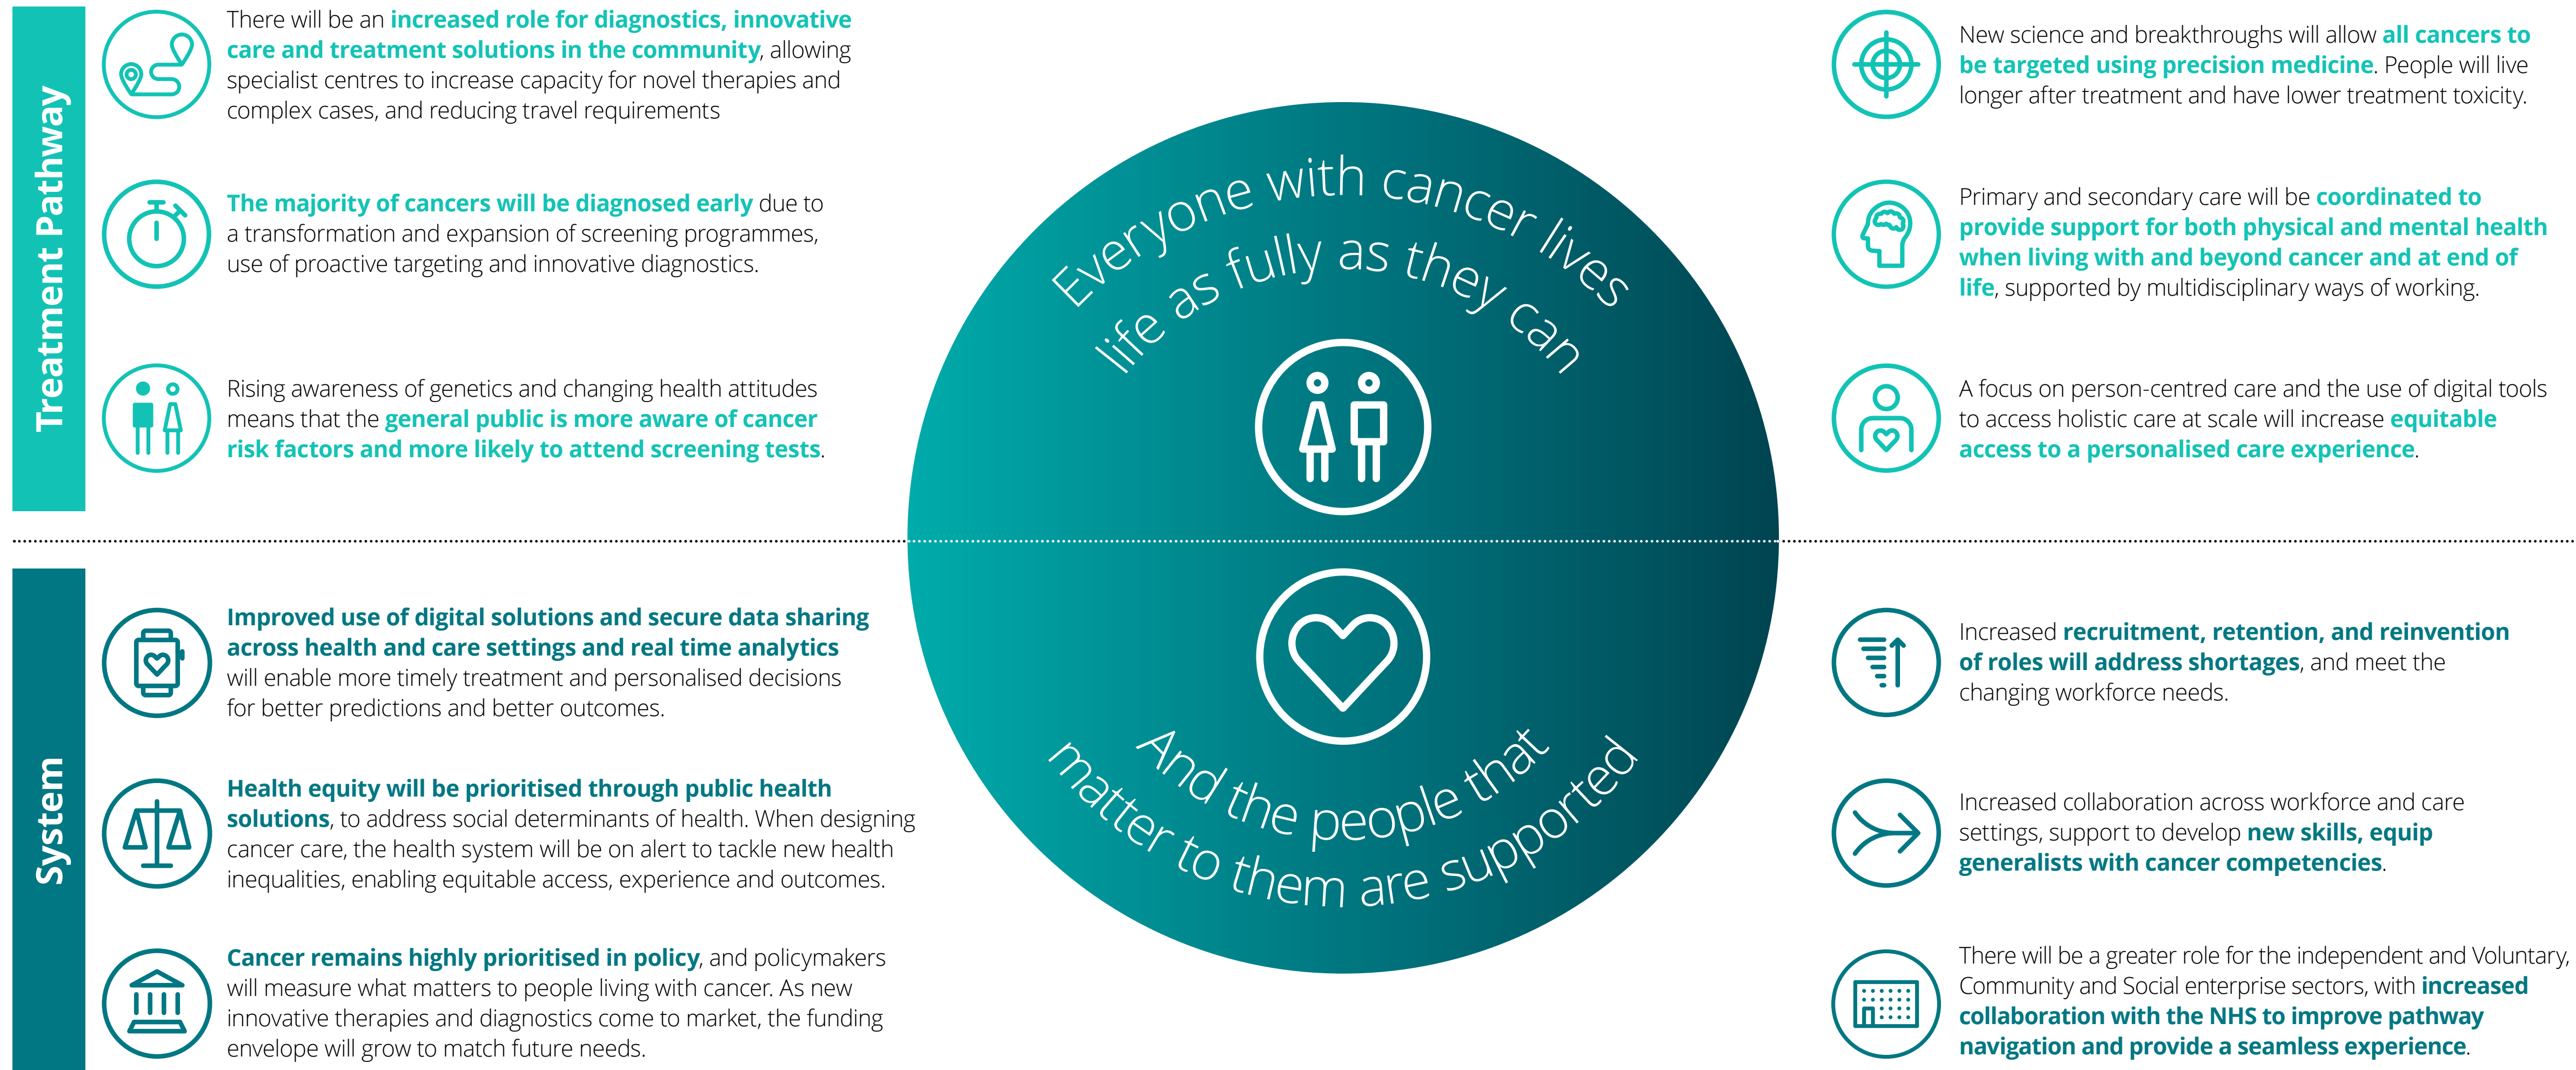 Treatment Pathway
There will be an increased role for diagnostics, innovative
care and treatment solutions in the community, allowing
specialist centres to increase capacity for novel therapies and
complex cases, and reducing travel requirements
The majority of cancers will be diagnosed early due to
a transformation and expansion of screening programmes,
use of proactive targeting and innovative diagnostics.
Rising awareness of genetics and changing health attitudes
means that the general public is more aware of cancer
risk factors and more likely to attend screening tests.
Everyone with cancer lives
life as fully as they can
New science and breakthroughs will allow all cancers to
be targeted using precision medicine. People will live
longer after treatment and have lower treatment toxicity.
Primary and secondary care will be coordinated to
provide support for both physical and mental health
when living with and beyond cancer and at end of
life, supported by multidisciplinary ways of working.
A focus on person-centred care and the use of digital tools
to access holistic care at scale will increase equitable
access to a personalised care experience.
System
Improved use of digital solutions and secure data sharing
across health and care settings and real time analytics
will enable more timely treatment and personalised decisions
for better predictions and better outcomes.
Health equity will be prioritised through public health
solutions, to address social determinants of health. When designing
cancer care, the health system will be on alert to tackle new health
inequalities, enabling equitable access, experience and outcomes.
Cancer remains highly prioritised in policy, and policymakers
will measure what matters to people living with cancer. As new
innovative therapies and diagnostics come to market, the funding
envelope will grow to match future needs.
And the people that
matter to them are supported
Increased recruitment, retention, and reinvention
of roles will address shortages, and meet the
changing workforce needs.
Increased collaboration across workforce and care
settings, support to develop new skills, equip
generalists with cancer competencies.
There will be a greater role for the independent and Voluntary,
Community and Social enterprise sectors, with increased
collaboration with the NHS to improve pathway
navigation and provide a seamless experience.